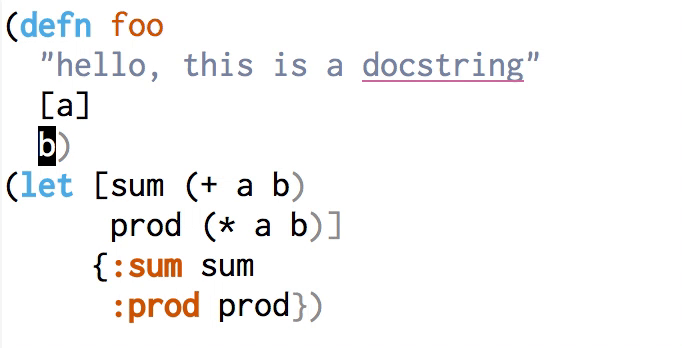 (defn foo
  "hello, this is a docstring"
  [a]
  b)
(let [sum (+ a b)
      prod (* a b)]
     {:sum sum
      :prod prod})